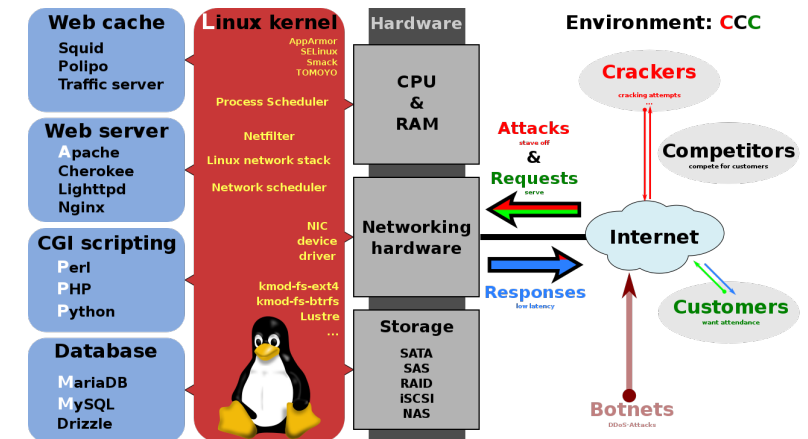 Web cache
Squid
Polipo
Traffic server
Web server
Apache
Cherokee
Lighttpd
Nginx
CGI scripting
Perl
PHP
Python
Database
MariaDB
MySQL
Drizzle
Linux kernel
AppArmor
SELinux
Smack
TOMOYO
Process Scheduler
Netfilter
Linux network stack
Network scheduler
NIC
device
driver
kmod-fs-ext4
kmod-fs-btrfs
Lustre
...
Hardware
CPU
&
RAM
Networking
hardware
Storage
SATA
SAS
RAID
iSCSI
NAS
Environment: CCC
Crackers
cracking attempts
...
Competitors
compete for customers
Attacks
stave off
&
Requests
serve
Internet
Responses
low latency
Customers
want attendance
Botnets
DDoS-Attacks